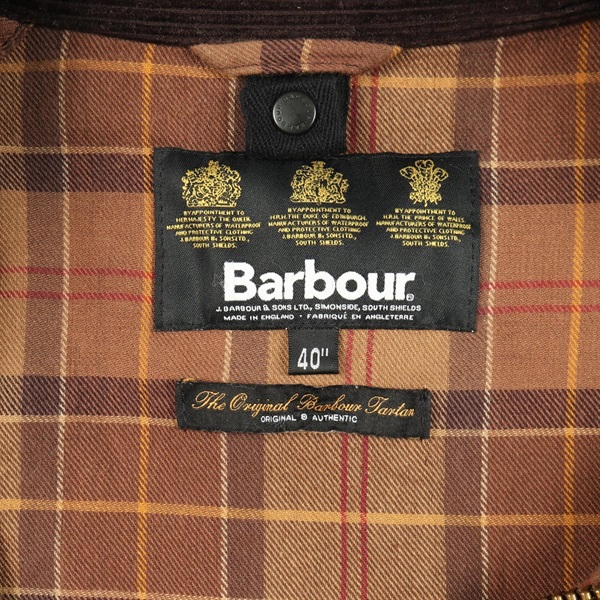 BY APPOINTMENT TO
HER MAJESTY THE QUEEN
MANUFACTURERS OF WATERPROOF
AND PROTECTIVE CLOTHING
J. BARBOUR & SONS LTD,
SOUTH SHIELDS.
BY APPOINTMENT TO
H.R.H. THE DUKE OF EDINBURGH,
MANUFACTURERS OF WATERPROOF
AND PROTECTIVE CLOTHING
J. BARBOUR & SONS LTD,
SOUTH SHIELDS.
BY APPOINTMENT TO
H.R.H. THE PRINCE OF WALES
MANUFACTURERS OF WATERPROOF
AND PROTECTIVE CLOTHING
J. BARBOUR & SONS LTD,
SOUTH SHIELDS.
Barbour®
J. BARBOUR & SONS LTD., SIMONSIDE, SOUTH SHIELDS
MADE IN ENGLAND · FABRIQUÉ EN ANGLETERRE
40"
The Original Barbour Tartan
ORIGINAL & AUTHENTIC